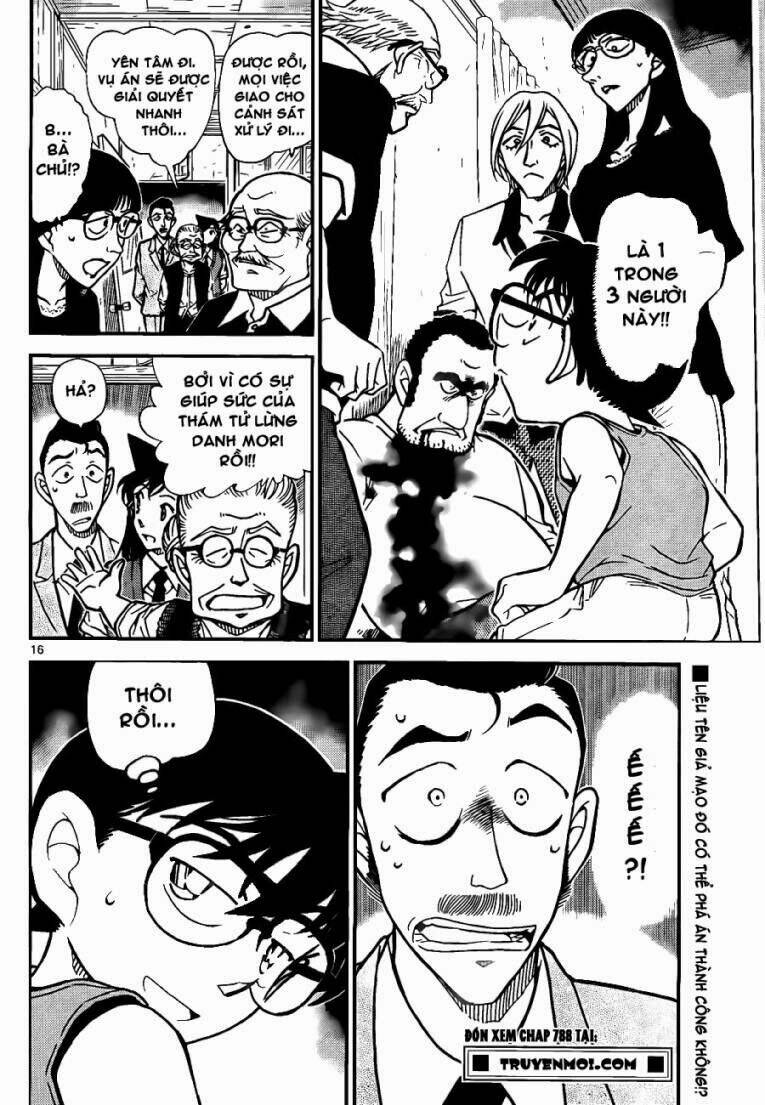 YÊN TÂM ĐI.
VỤ ÁN SẼ ĐƯỢC
GIẢI QUYẾT
NHANH
THÔI...
ĐƯỢC RỒI,
MỌI VIỆC
GIAO CHO
CẢNH SÁT
XỬ LÝ ĐI...
B...
BÀ
CHỦ!?
LÀ 1
TRONG
3 NGƯỜI
NÀY!!
HẢ?
BỞI VÌ CÓ SỰ
GIÚP SỨC CỦA
THÁM TỬ LỪNG
DANH MORI
RỒI!!
16
THÔI
RỒI...
Ế
Ế
Ế
?!
LIỆU TÊN GIẢ MẠO ĐÓ CÓ THỂ PHÁ ÁN THÀNH CÔNG KHÔNG!?
ĐÓN XEM CHAP 788 TẠI:
TRUYENMOI.COM